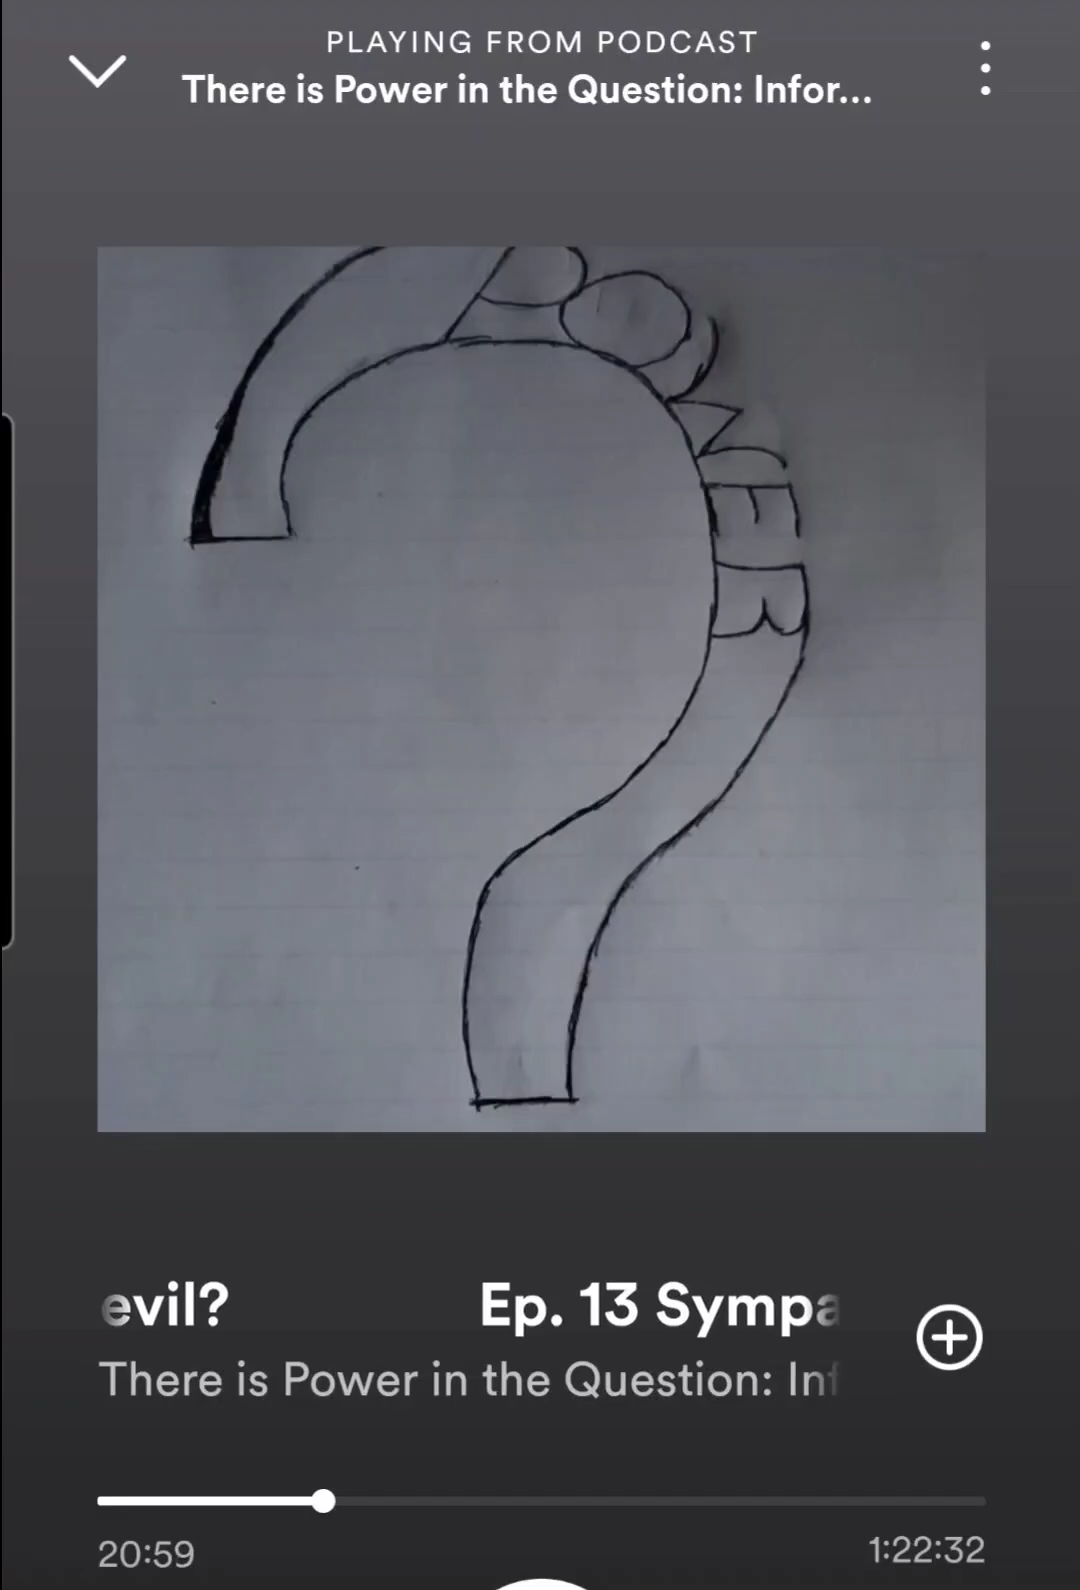 PLAYING FROM PODCAST
There is Power in the Question: Infor...
POWER
evil? Ep. 13 Sympa
There is Power in the Question: Inf
20:59 1:22:32